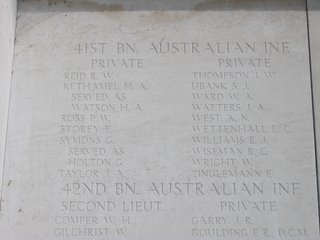 41ST BN. AUSTRALIAN INF.
PRIVATE
REID R. W.
RETHAMEL H. A.
SERVED AS
WATSON H. A.
ROSS P. W.
STOREY F.
SYMONS G.
SERVED AS
HOLTON G.
TAYLOR J. A.
PRIVATE
THOMPSON J. W.
UBANK S. J.
WARD W. A.
WATTERS J. A.
WEST A. N.
WETTENHALL L. C.
WILLIAMS E. J.
WISEMAN R. G.
WRIGHT W.
ZINGLEMANN F.
42ND BN. AUSTRALIAN INF.
SECOND LIEUT.
COMPER W. H.
GILCHRIST W.
PRIVATE
GARRY J. R.
GOULDING E. R., D.C.M.